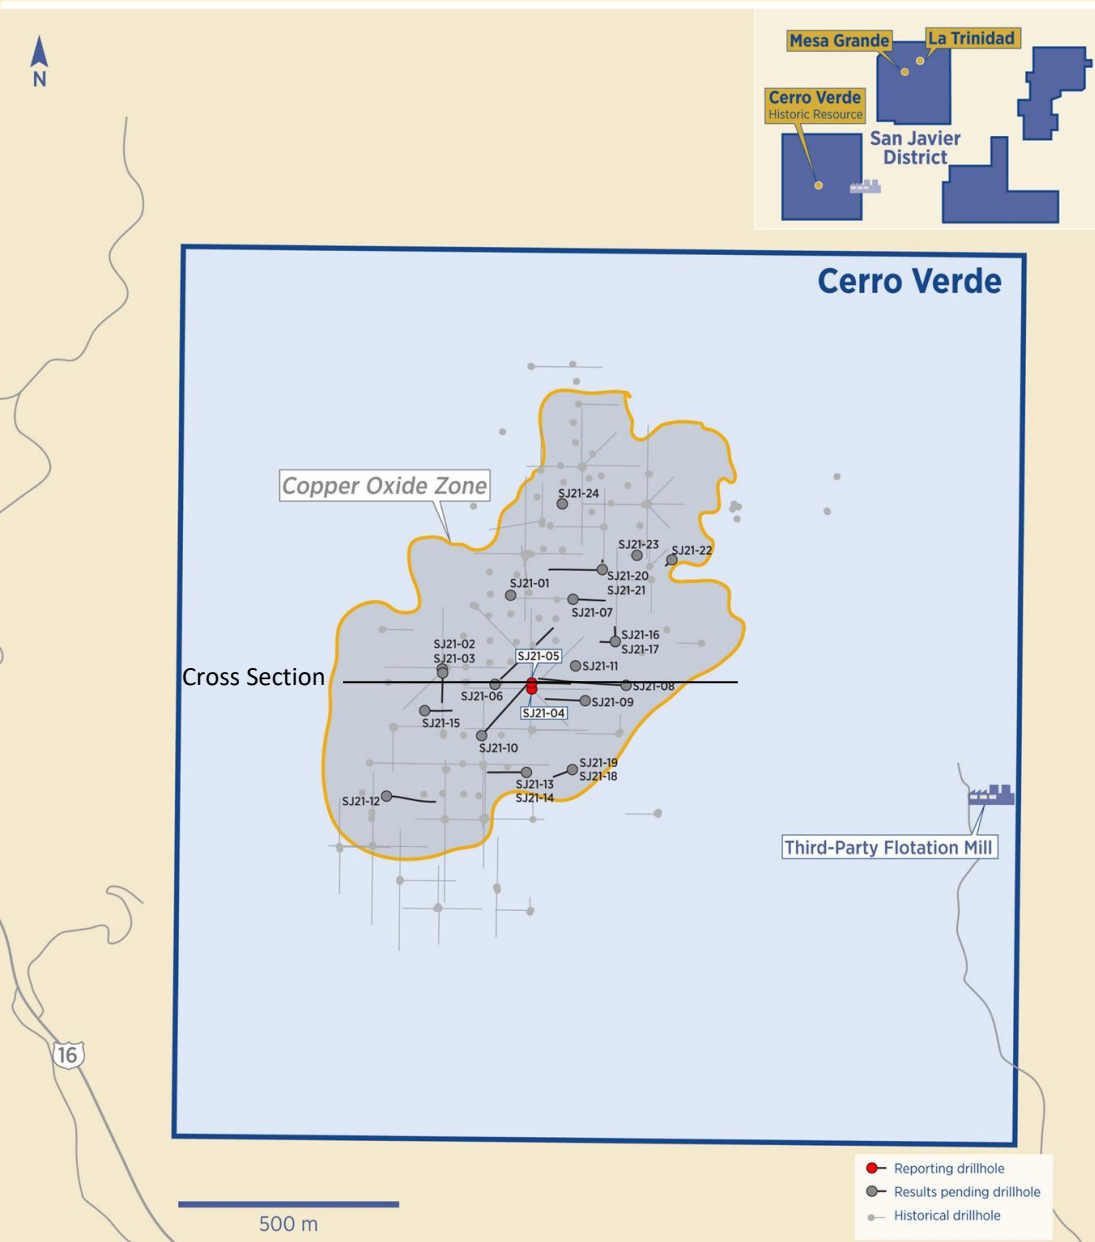 N
Mesa Grande
La Trinidad
Cerro Verde
Historic Resource
San Javier
District
Cerro Verde
Copper Oxide Zone
SJ21-24
SJ21-23
SJ21-22
SJ21-20
SJ21-21
SJ21-01
SJ21-07
SJ21-16
SJ21-17
SJ21-02
SJ21-03
SJ21-05
SJ21-11
Cross Section
SJ21-08
SJ21-06
SJ21-09
SJ21-04
SJ21-15
SJ21-10
SJ21-19
SJ21-18
SJ21-13
SJ21-14
SJ21-12
Third-Party Flotation Mill
16
Reporting drillhole
Results pending drillhole
Historical drillhole
500 m